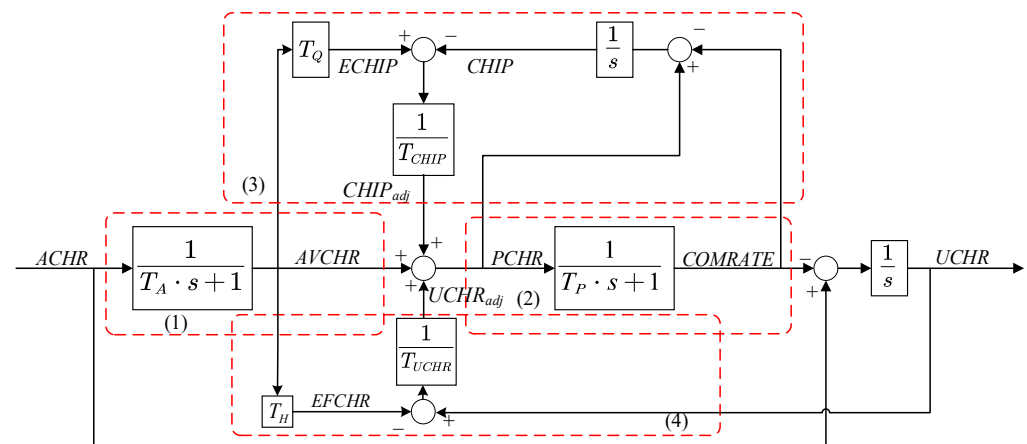 T_Q
+
−
1/s
−
+
ECHIP
CHIP
1/T_CHIP
(3)
CHIP_adj
ACHR
1/(T_A · s + 1)
AVCHR
+
+
+
PCHR
1/(T_P · s + 1)
COMRATE
−
+
1/s
UCHR
UCHR_adj
(2)
(1)
1/T_UCHR
T_H
EFCHR
−
+
(4)